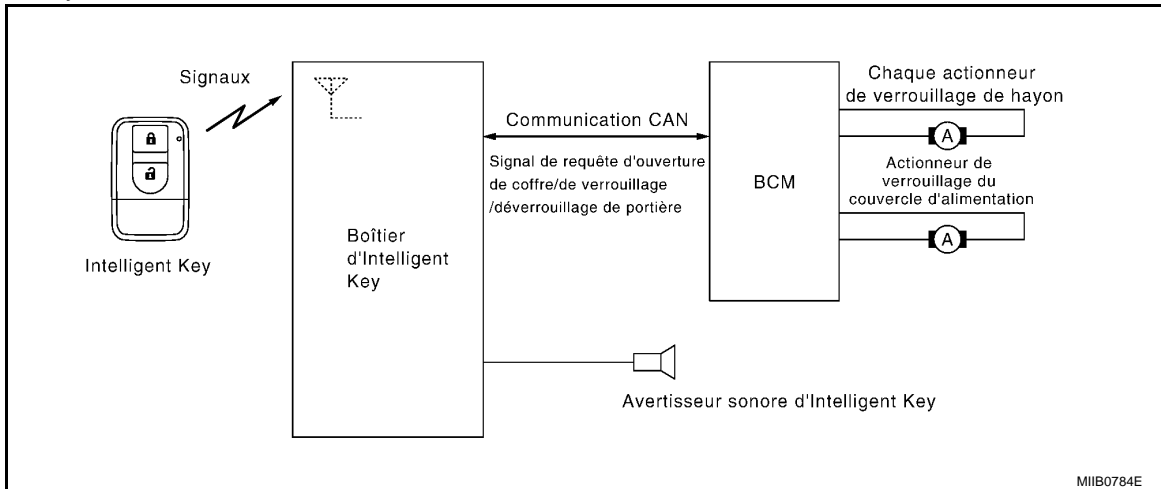 Signaux
Intelligent Key
Boîtier
d'Intelligent
Key
Communication CAN
Signal de requête d'ouverture
de coffre/de verrouillage
/déverrouillage de portière
BCM
Chaque actionneur
de verrouillage de hayon
A
Actionneur de
verrouillage du
couvercle d'alimentation
A
Avertisseur sonore d'Intelligent Key
MIIB0784E